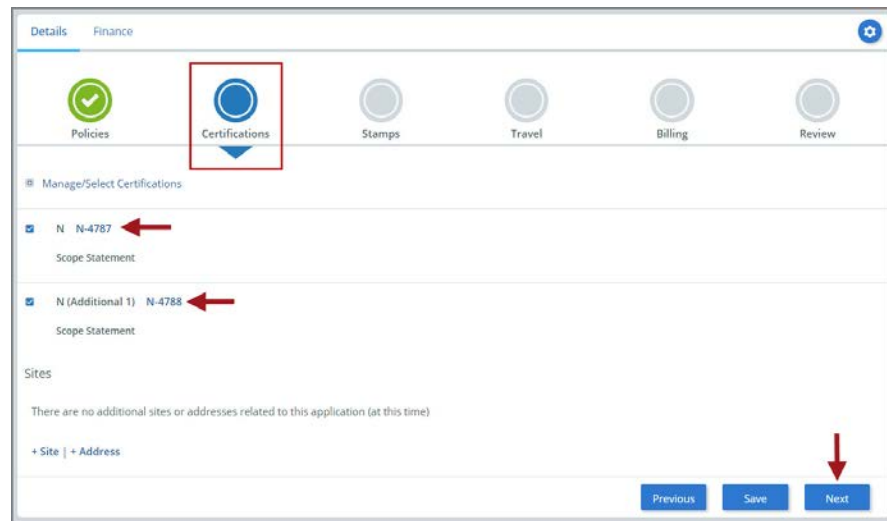 Details Finance
Policies Certifications Stamps Travel Billing Review
Manage/Select Certifications
N N-4787
Scope Statement
N (Additional 1) N-4788
Scope Statement
Sites
There are no additional sites or addresses related to this application (at this time)
+ Site | + Address
Previous Save Next